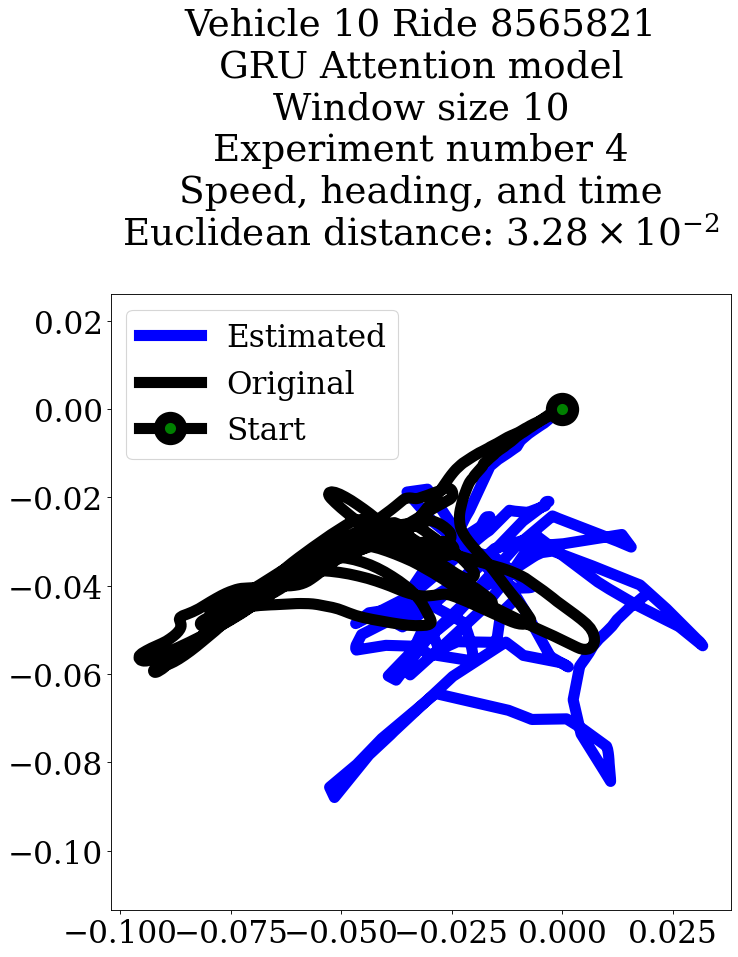 Vehicle 10 Ride 8565821
GRU Attention model
Window size 10
Experiment number 4
Speed, heading, and time
Euclidean distance: 3.28 × 10⁻²
Estimated
Original
Start
0.02
0.00
−0.02
−0.04
−0.06
−0.08
−0.10
−0.100 −0.075 −0.050 −0.025 0.000 0.025